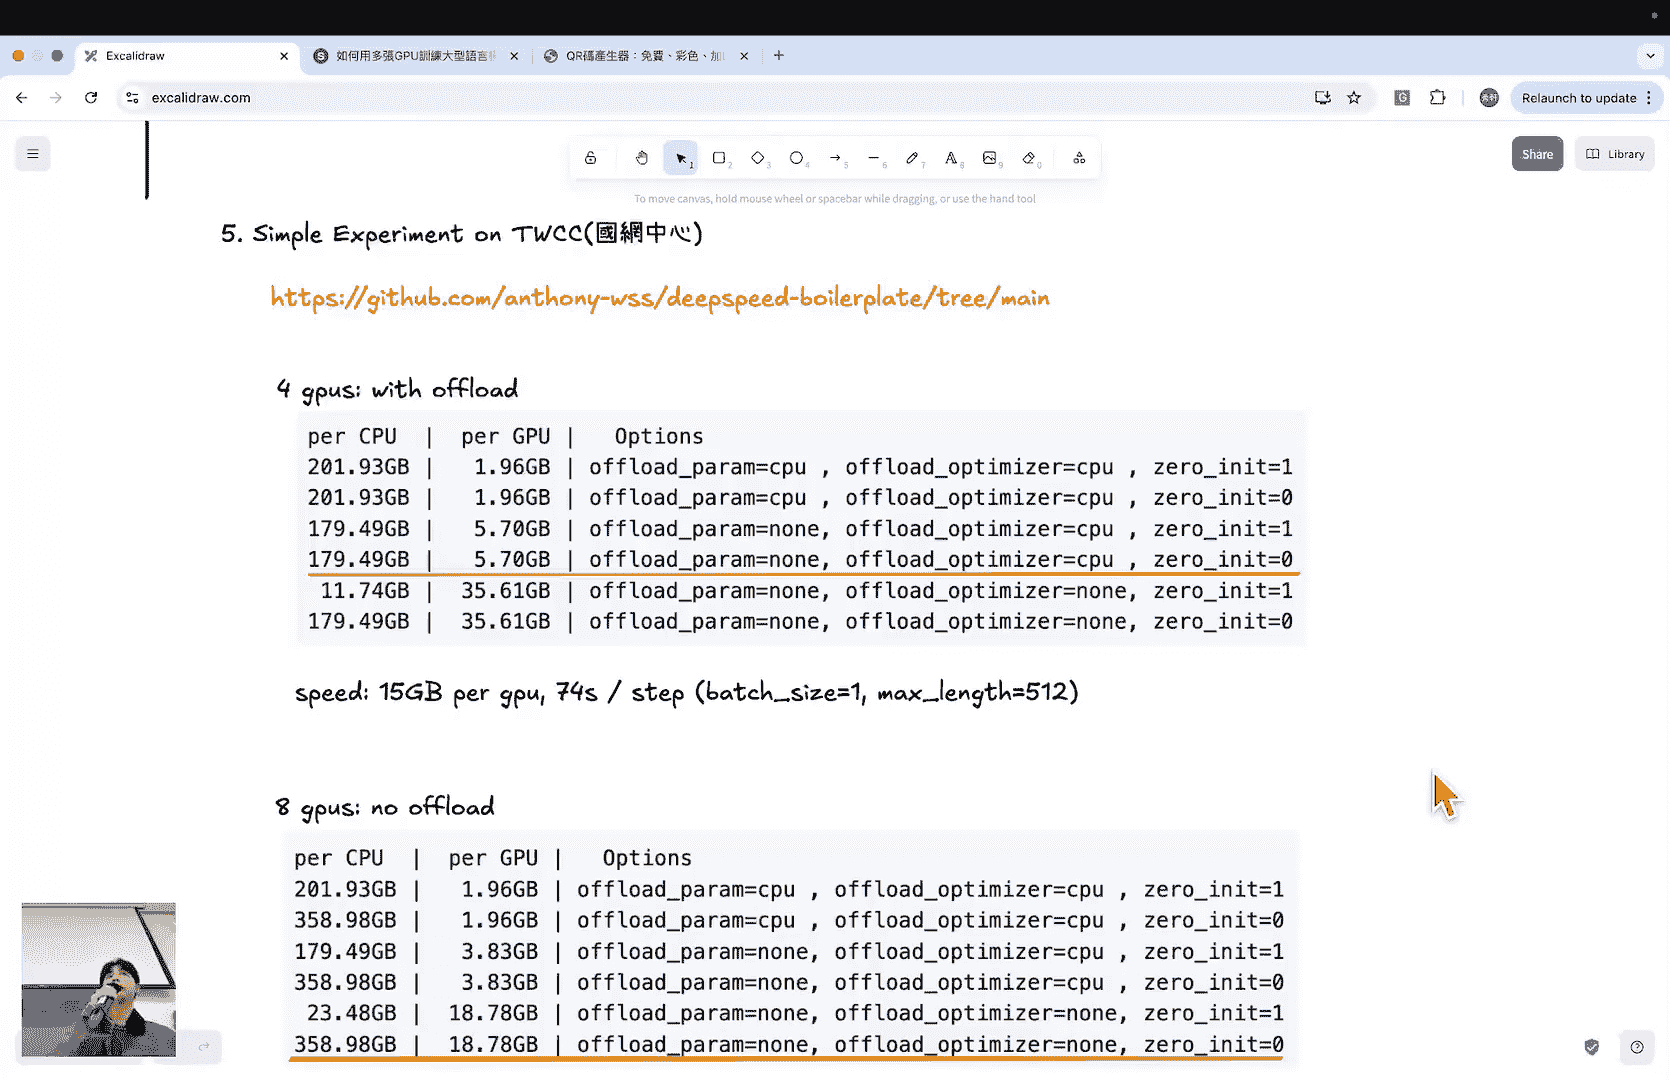 Excalidraw
如何用多張GPU訓練大型語言
QR碼產生器：免費、彩色、加
excalidraw.com
Relaunch to update
1
2
3
4
5
6
7
8
9
0
Share
Library
To move canvas, hold mouse wheel or spacebar while dragging, or use the hand tool
5. Simple Experiment on TWCC(國網中心)
https://github.com/anthony-wss/deepspeed-boilerplate/tree/main
4 gpus: with offload
per CPU | per GPU | Options
201.93GB | 1.96GB | offload_param=cpu , offload_optimizer=cpu , zero_init=1
201.93GB | 1.96GB | offload_param=cpu , offload_optimizer=cpu , zero_init=0
179.49GB | 5.70GB | offload_param=none, offload_optimizer=cpu , zero_init=1
179.49GB | 5.70GB | offload_param=none, offload_optimizer=cpu , zero_init=0
11.74GB | 35.61GB | offload_param=none, offload_optimizer=none, zero_init=1
179.49GB | 35.61GB | offload_param=none, offload_optimizer=none, zero_init=0
speed: 15GB per gpu, 74s / step (batch_size=1, max_length=512)
8 gpus: no offload
per CPU | per GPU | Options
201.93GB | 1.96GB | offload_param=cpu , offload_optimizer=cpu , zero_init=1
358.98GB | 1.96GB | offload_param=cpu , offload_optimizer=cpu , zero_init=0
179.49GB | 3.83GB | offload_param=none, offload_optimizer=cpu , zero_init=1
358.98GB | 3.83GB | offload_param=none, offload_optimizer=cpu , zero_init=0
23.48GB | 18.78GB | offload_param=none, offload_optimizer=none, zero_init=1
358.98GB | 18.78GB | offload_param=none, offload_optimizer=none, zero_init=0